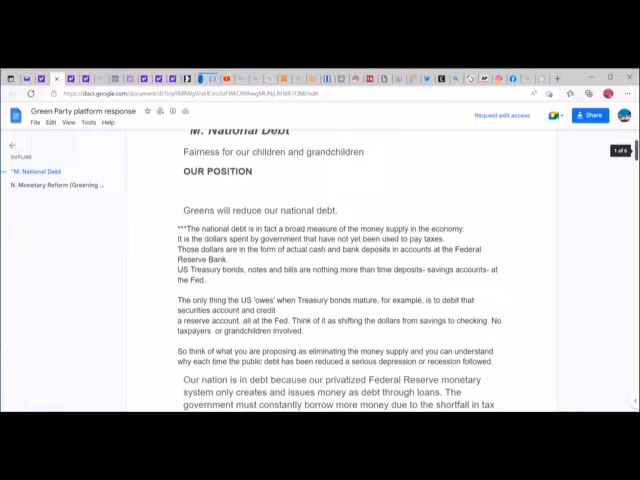 Green Party platform response
File Edit View Tools Help
Request edit access
Share
OUTLINE
"M: National Debt
N. Monetary Reform (Greening ...
1 of 6
"M: National Debt
Fairness for our children and grandchildren
OUR POSITION
Greens will reduce our national debt.
***The national debt is in fact a broad measure of the money supply in the economy.
It is the dollars spent by government that have not yet been used to pay taxes.
Those dollars are in the form of actual cash and bank deposits in accounts at the Federal
Reserve Bank.
US Treasury bonds, notes and bills are nothing more than time deposits- savings accounts- at
the Fed.
The only thing the US 'owes' when Treasury bonds mature, for example, is to debit that
securities account and credit
a reserve account, all at the Fed. Think of it as shifting the dollars from savings to checking. No
taxpayers or grandchildren involved.
So think of what you are proposing as eliminating the money supply and you can understand
why each time the public debt has been reduced a serious depression or recession followed.
Our nation is in debt because our privatized Federal Reserve monetary
system only creates and issues money as debt through loans. The
government must constantly borrow more money due to the shortfall in tax